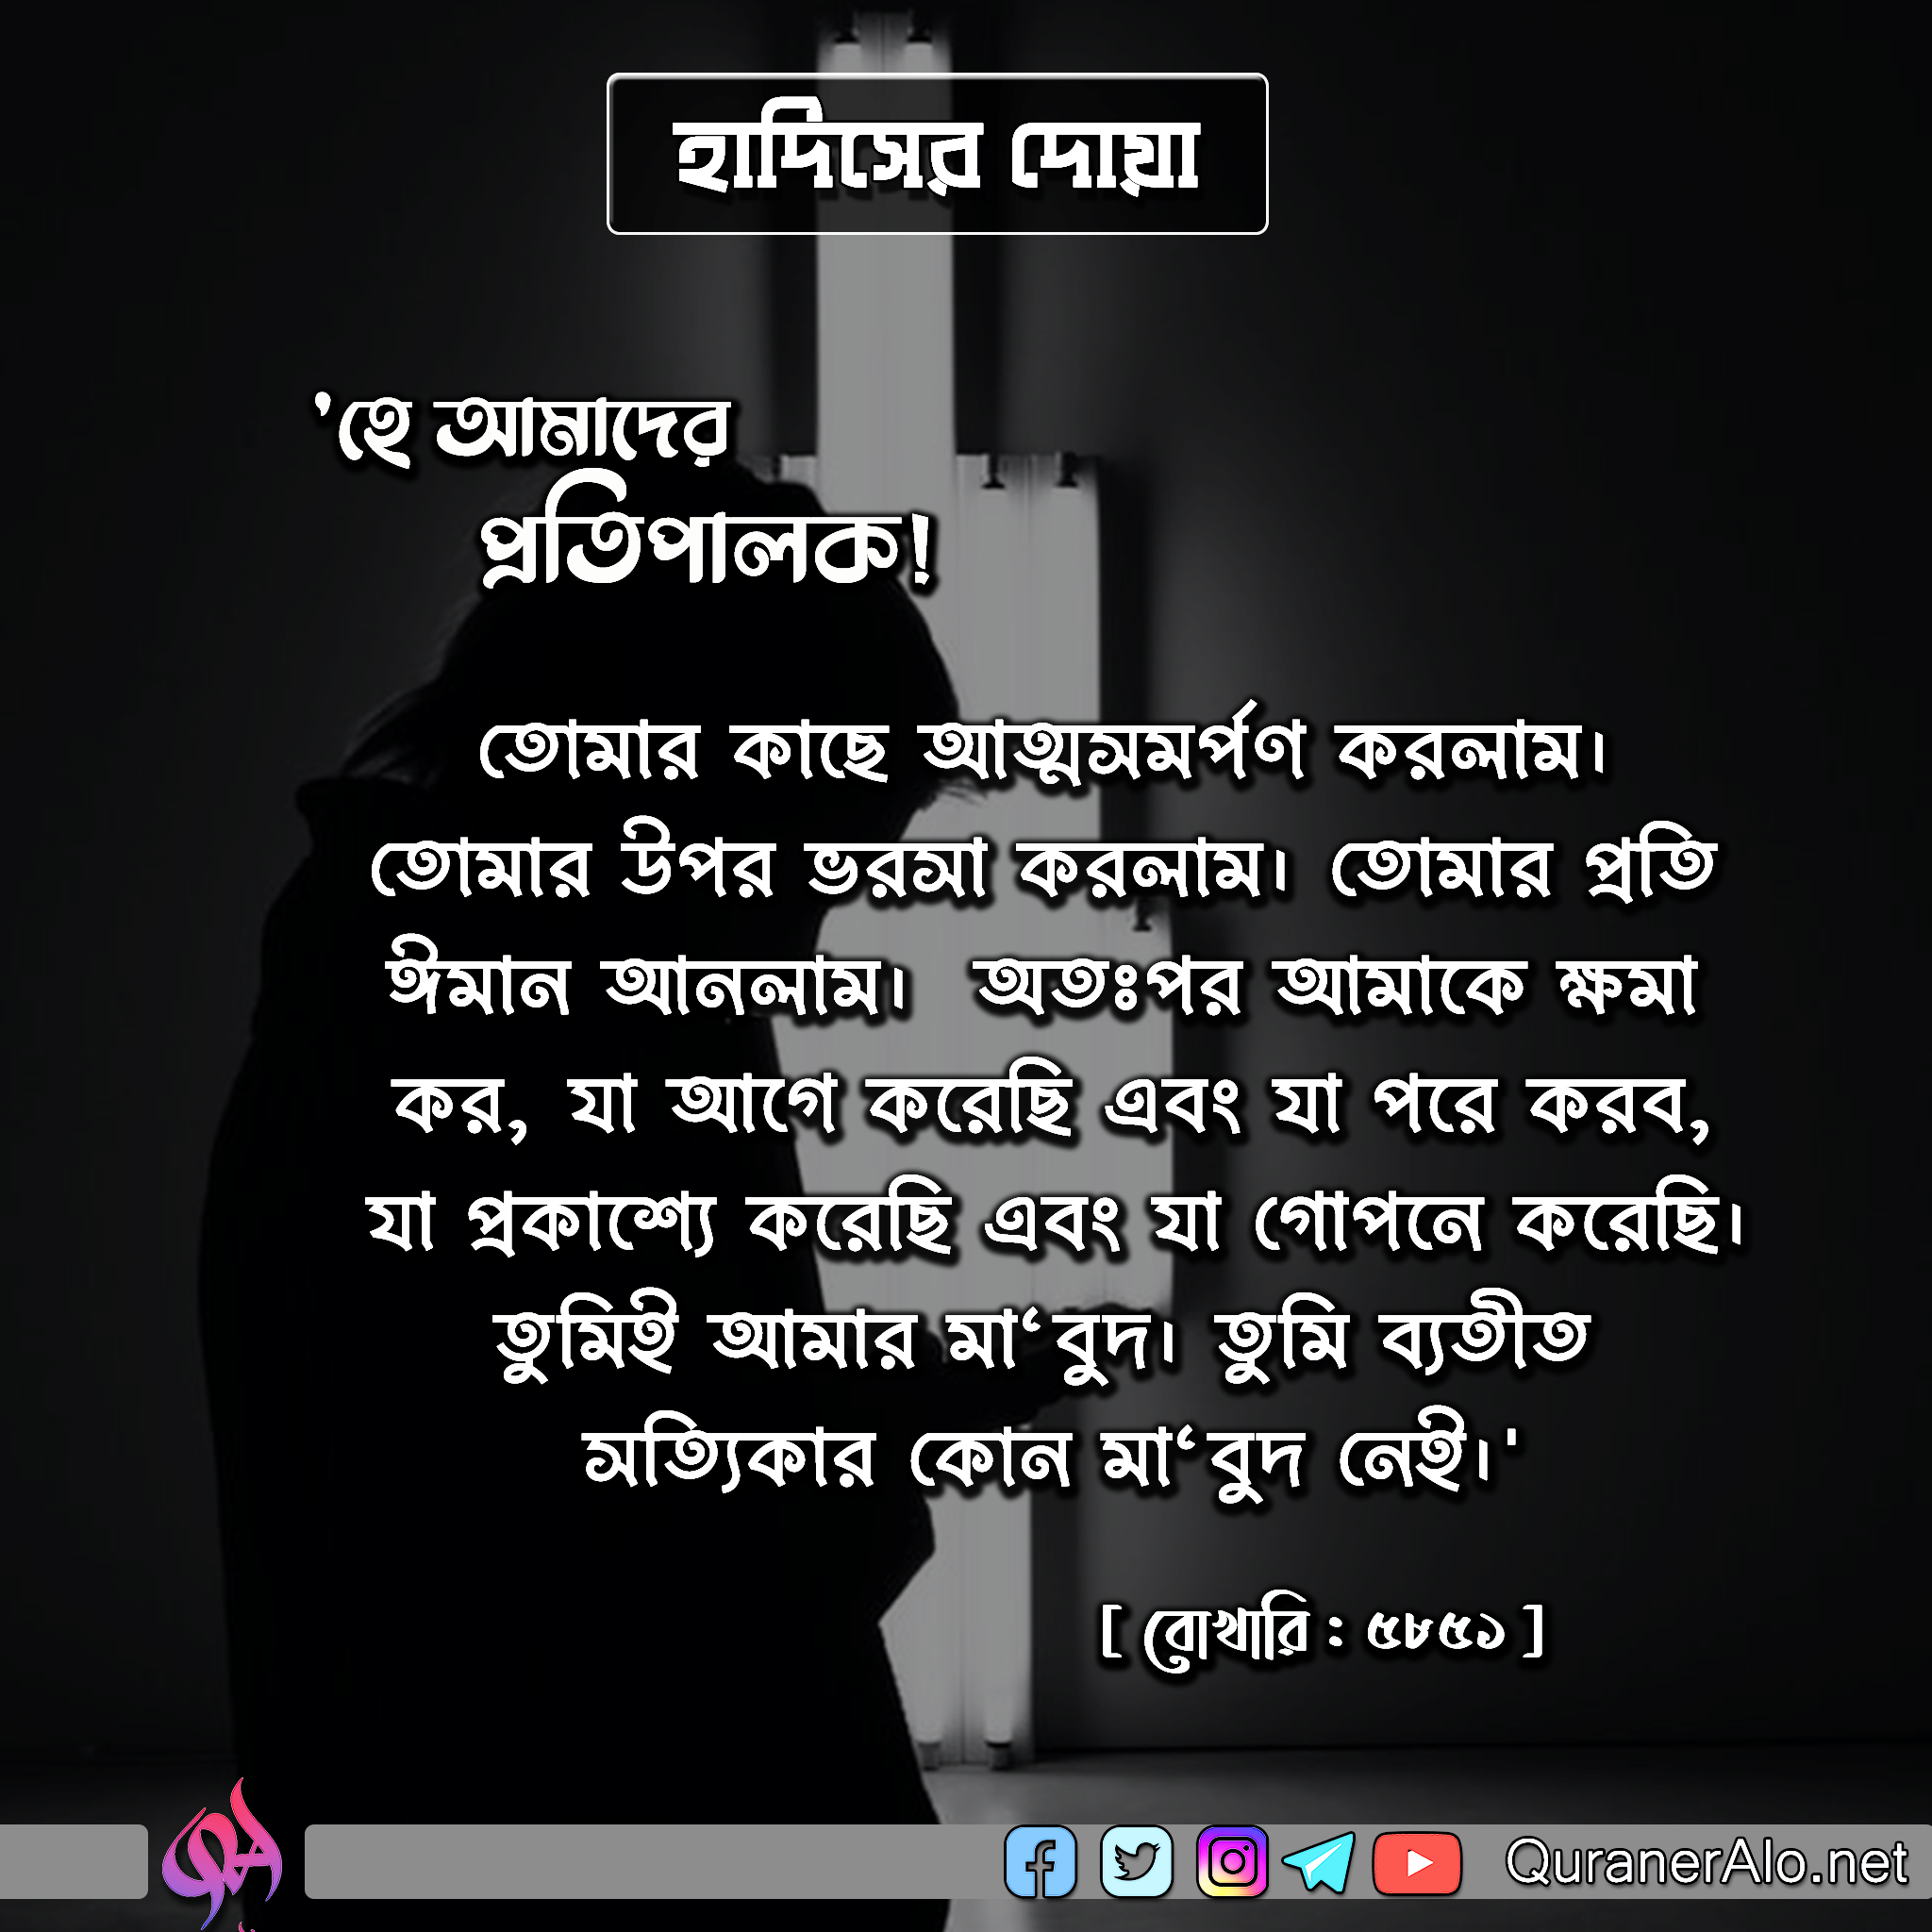 হাদিসের দোয়া
'হে আমাদের
প্রতিপালক!
তোমার কাছে আত্মসমর্পণ করলাম।
তোমার উপর ভরসা করলাম। তোমার প্রতি
ঈমান আনলাম। অতঃপর আমাকে ক্ষমা
কর, যা আগে করেছি এবং যা পরে করব,
যা প্রকাশ্যে করেছি এবং যা গোপনে করেছি।
তুমিই আমার মা‘বুদ। তুমি ব্যতীত
সত্যিকার কোন মা‘বুদ নেই।'
[ বোখারি : ৫৮৫১ ]
QuranerAlo.net